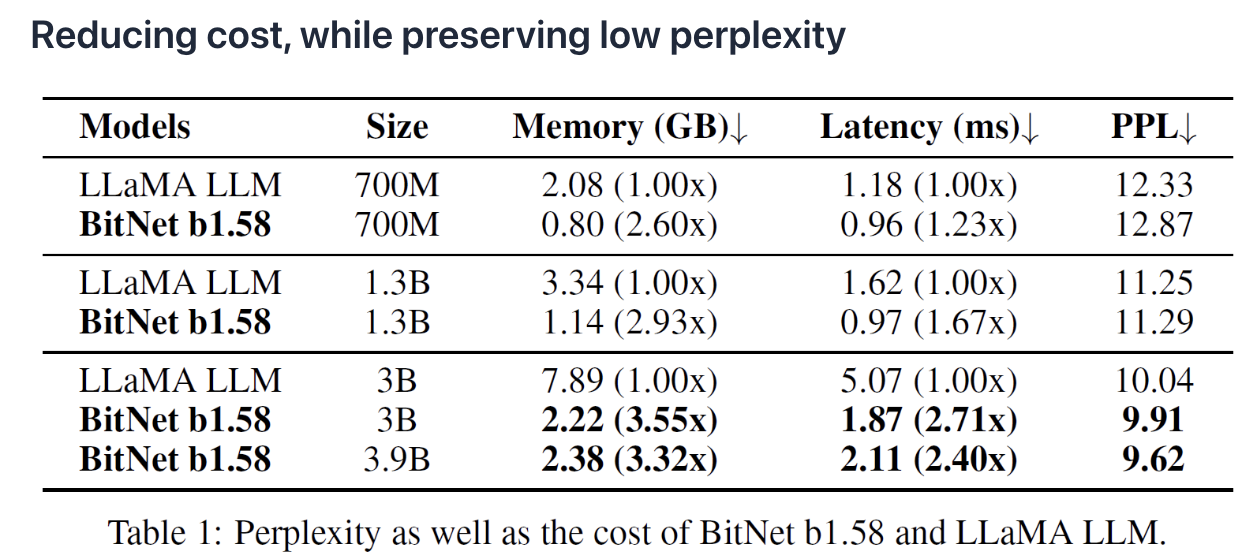 Reducing cost, while preserving low perplexity
Models Size Memory (GB)↓ Latency (ms)↓ PPL↓
LLaMA LLM 700M 2.08 (1.00x) 1.18 (1.00x) 12.33
BitNet b1.58 700M 0.80 (2.60x) 0.96 (1.23x) 12.87
LLaMA LLM 1.3B 3.34 (1.00x) 1.62 (1.00x) 11.25
BitNet b1.58 1.3B 1.14 (2.93x) 0.97 (1.67x) 11.29
LLaMA LLM 3B 7.89 (1.00x) 5.07 (1.00x) 10.04
BitNet b1.58 3B 2.22 (3.55x) 1.87 (2.71x) 9.91
BitNet b1.58 3.9B 2.38 (3.32x) 2.11 (2.40x) 9.62
Table 1: Perplexity as well as the cost of BitNet b1.58 and LLaMA LLM.